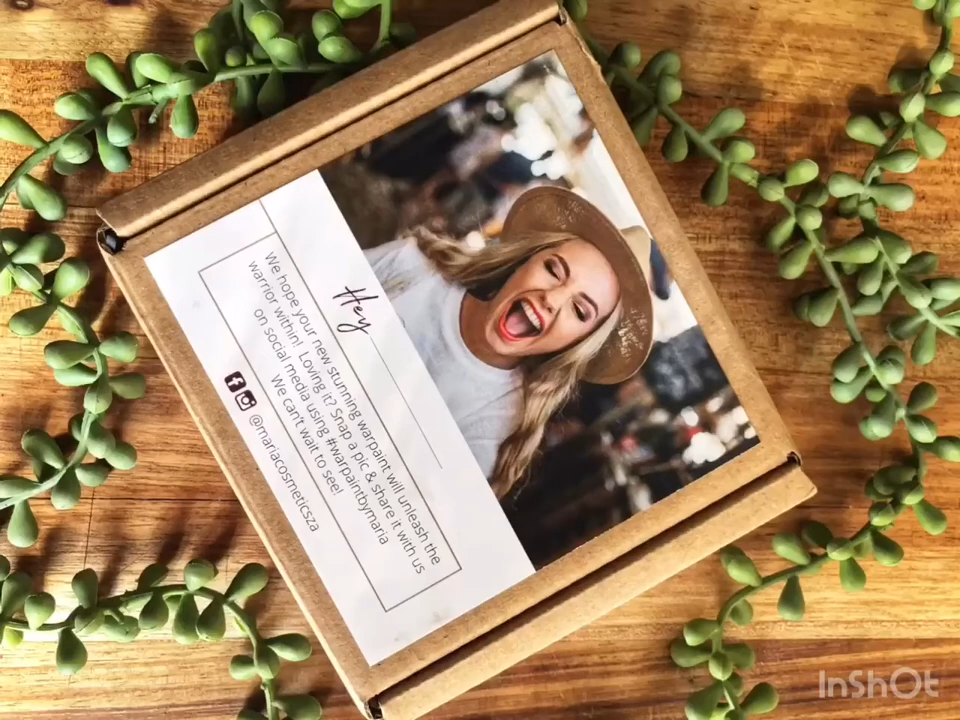 Hey
We hope your new stunning warpaint will unleash the
warrior within! Loving it? Snap a pic & share it with us
on social media using #warpaintbymaria
We can't wait to see!
@mariacosmeticsza
InShOt